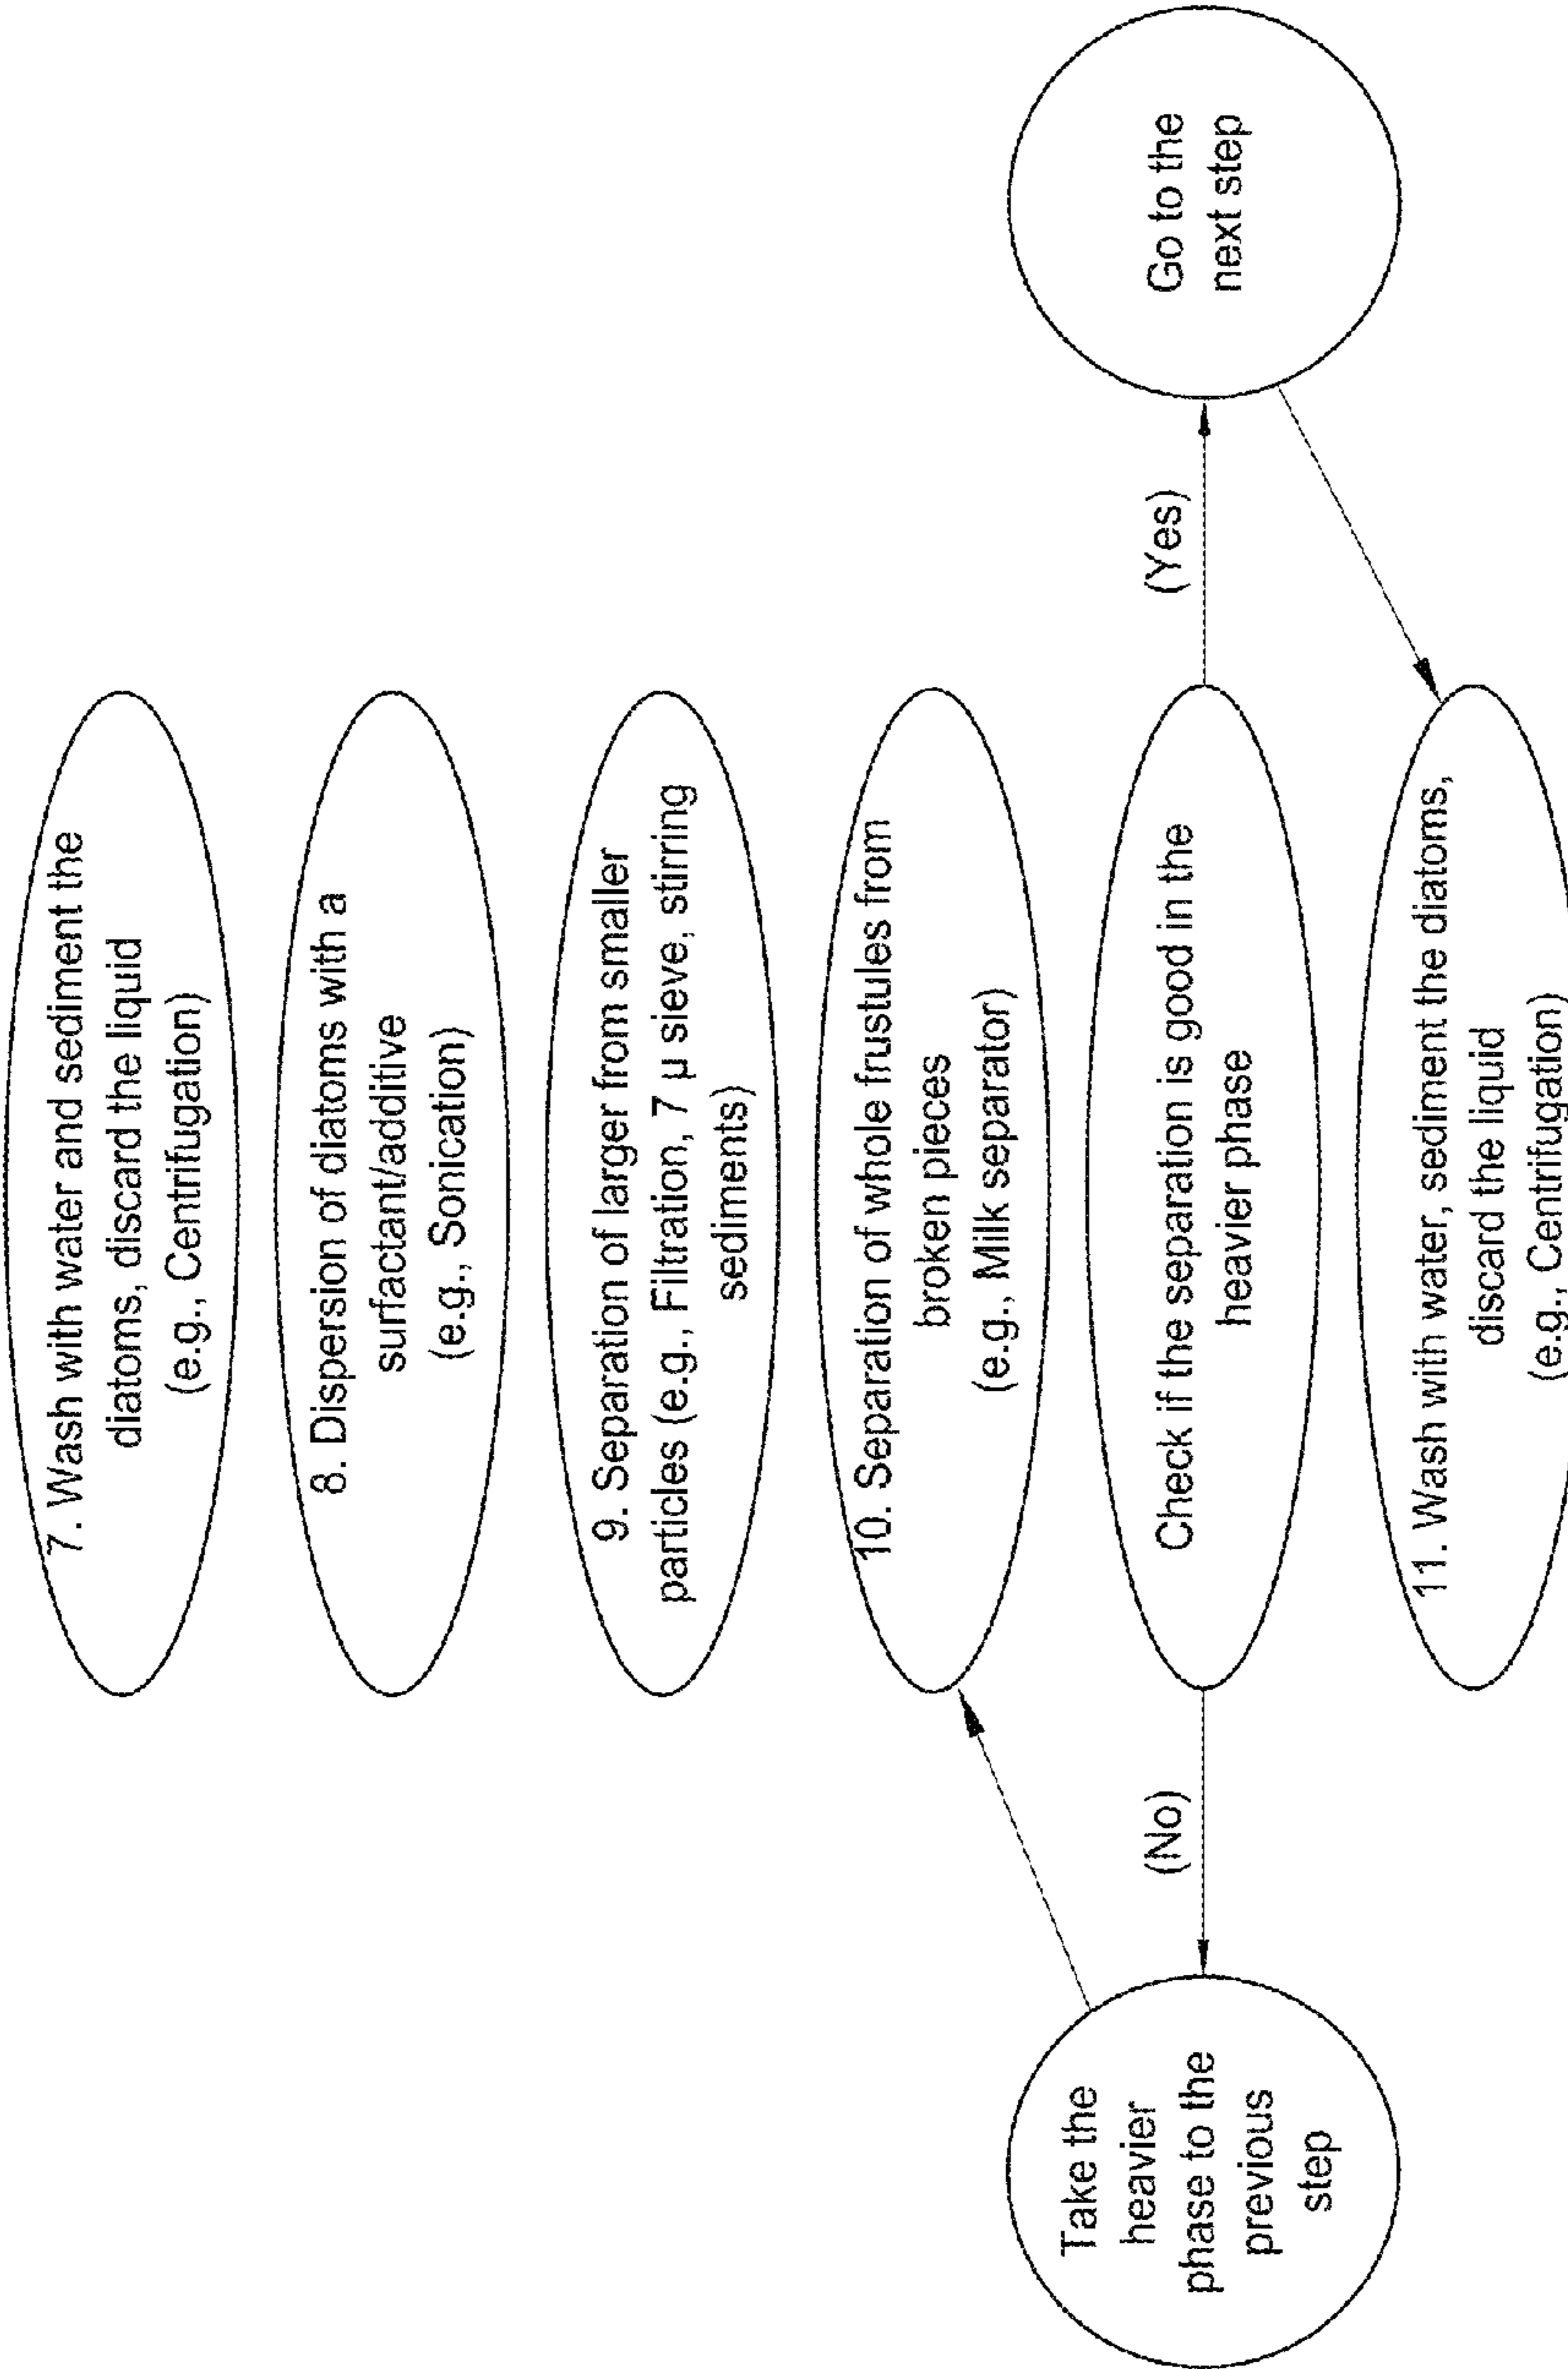 7. Wash with water and sediment the
diatoms, discard the liquid
(e.g., Centrifugation)
8. Dispersion of diatoms with a
surfactant/additive
(e.g., Sonication)
9. Separation of larger from smaller
particles (e.g., Filtration, 7 μ sieve, stirring
sediments)
10. Separation of whole frustules from
broken pieces
(e.g., Milk separator)
Take the
heavier
phase to the
previous
step
(No)
Check if the separation is good in the
heavier phase
(Yes)
Go to the
next step
11. Wash with water, sediment the diatoms,
discard the liquid
(e.g., Centrifugation)